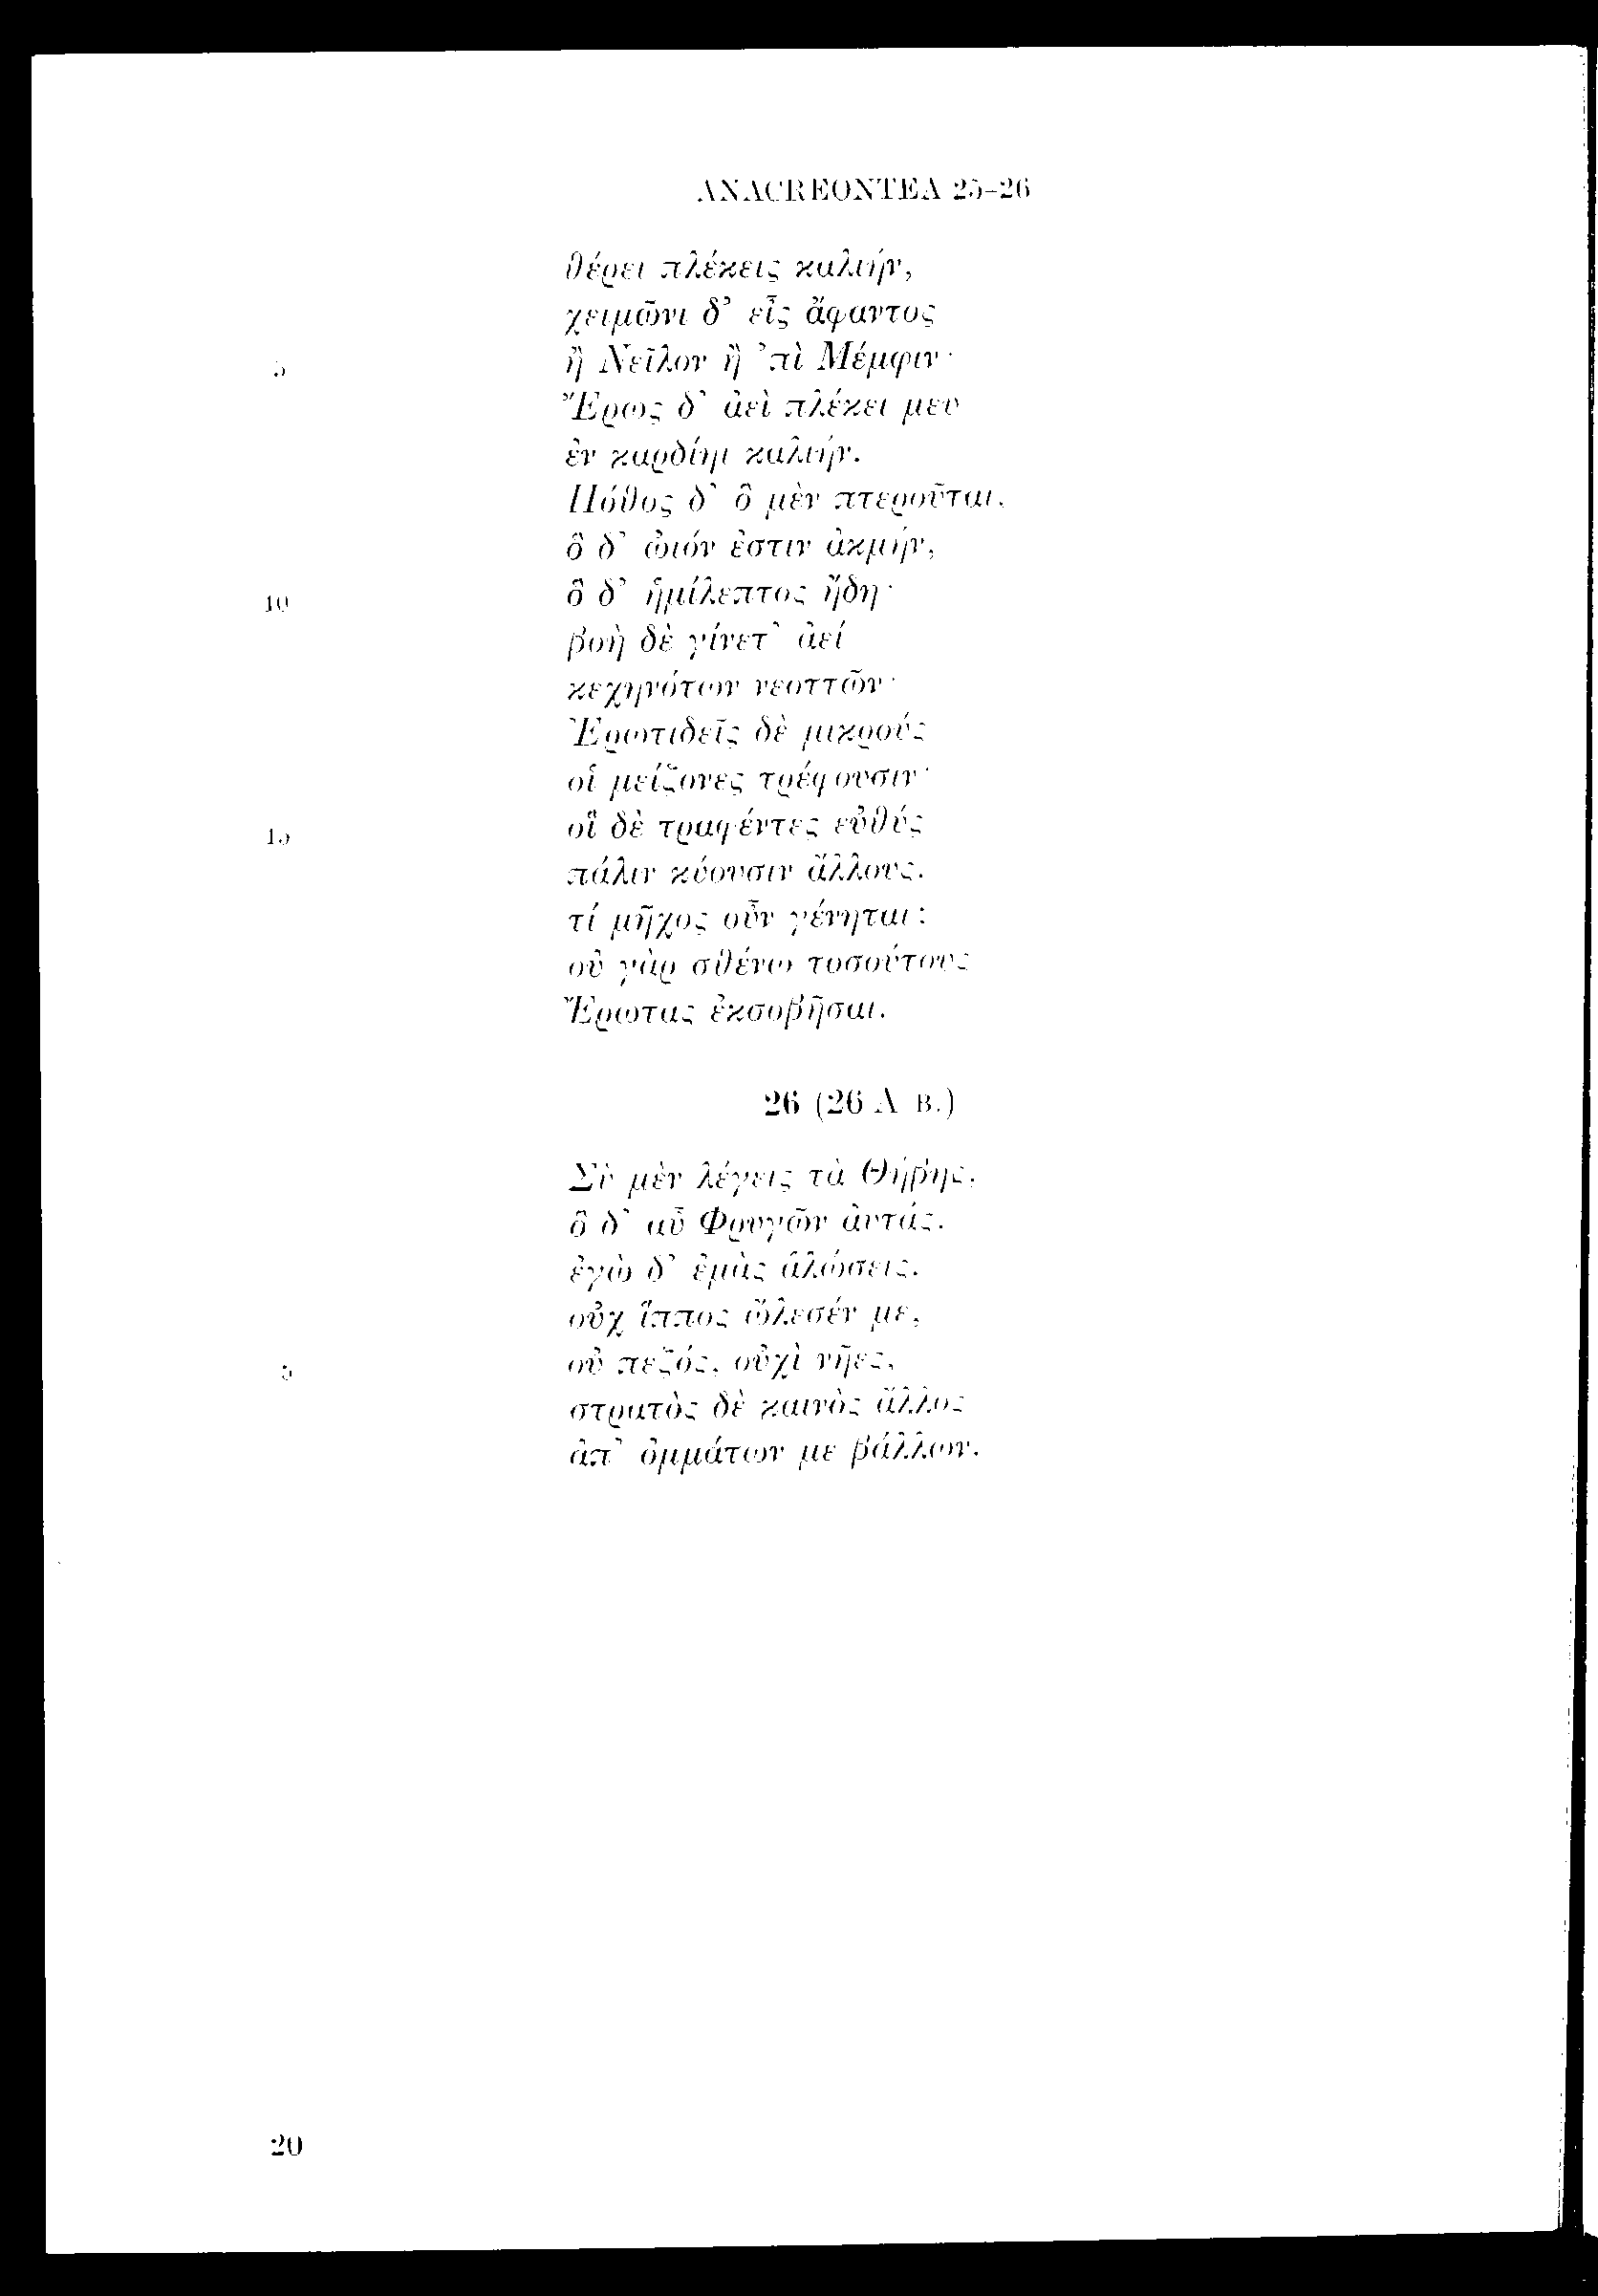 ANACREONTEA 25-26
θέρει πλέκεις καλιήν,
χειμῶνι δ’ εἶς ἄφαντος
5 ἢ Νεῖλον ἢ ’πὶ Μέμφιν·
Ἔρως δ’ ἀεὶ πλέκει μευ
ἐν καρδίηι καλιήν.
Πόθος δ’ ὃ μὲν πτεροῦται,
ὃ δ’ ὠιόν ἐστιν ἀκμήν,
10 ὃ δ’ ἡμίλεπτος ἤδη·
βοὴ δὲ γίνετ’ ἀεί
κεχηνότων νεοττῶν·
Ἐρωτιδεῖς δὲ μικρούς
οἱ μείζονες τρέφουσιν·
15 οἳ δὲ τραφέντες εὐθύς
πάλιν κύουσιν ἄλλους.
τί μῆχος οὖν γένηται;
οὐ γὰρ σθένω τοσούτους
Ἔρωτας ἐκσοβῆσαι.
26 (26 A B.)
Σὺ μὲν λέγεις τὰ Θήβης,
ὃ δ’ αὖ Φρυγῶν ἀυτάς,
ἐγὼ δ’ ἐμὰς ἁλώσεις.
οὐχ ἵππος ὤλεσέν με,
5 οὐ πεζός, οὐχὶ νῆες,
στρατὸς δὲ καινὸς ἄλλος
ἀπ’ ὀμμάτων με βάλλων.
20